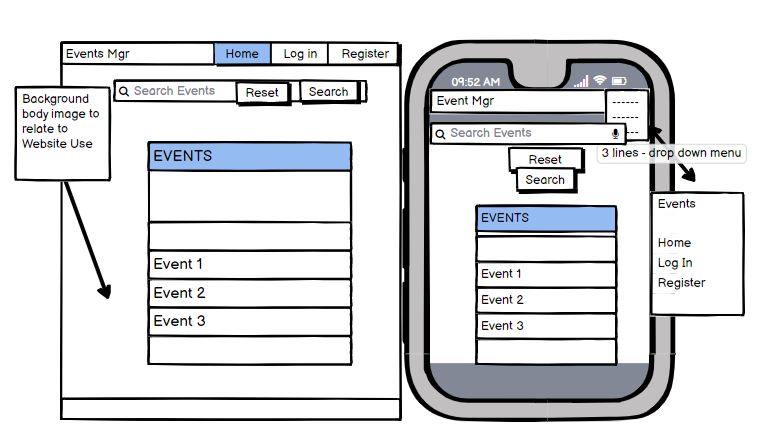 Events Mgr
Home
Log in
Register
Search Events
Reset
Search
Background
body image to
relate to
Website Use
EVENTS
Event 1
Event 2
Event 3
09:52 AM
Event Mgr
Search Events
3 lines - drop down menu
Reset
Search
EVENTS
Event 1
Event 2
Event 3
Events
Home
Log In
Register